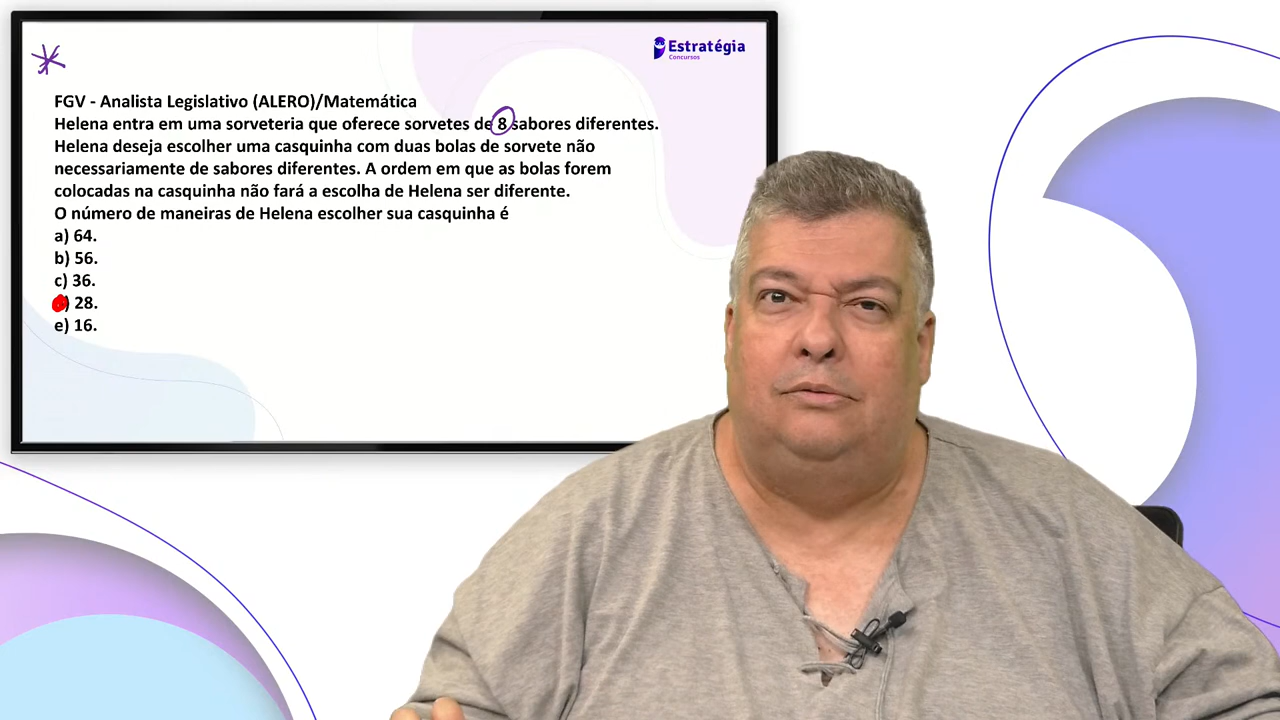 Estratégia
Concursos
FGV - Analista Legislativo (ALERO)/Matemática
Helena entra em uma sorveteria que oferece sorvetes de 8 sabores diferentes.
Helena deseja escolher uma casquinha com duas bolas de sorvete não
necessariamente de sabores diferentes. A ordem em que as bolas forem
colocadas na casquinha não fará a escolha de Helena ser diferente.
O número de maneiras de Helena escolher sua casquinha é
a) 64.
b) 56.
c) 36.
) 28.
e) 16.